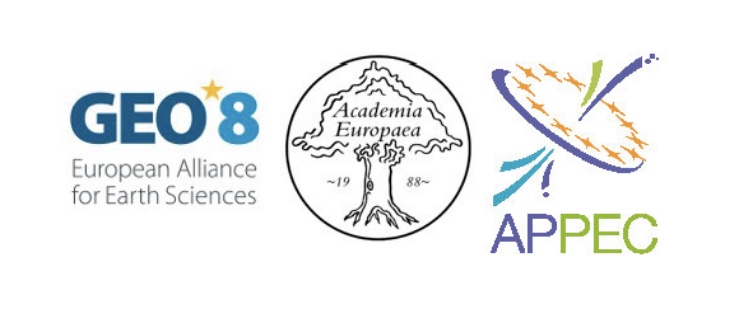 GEO★8
European Alliance
for Earth Sciences
Academia
Europaea
~19 88~
APPEC